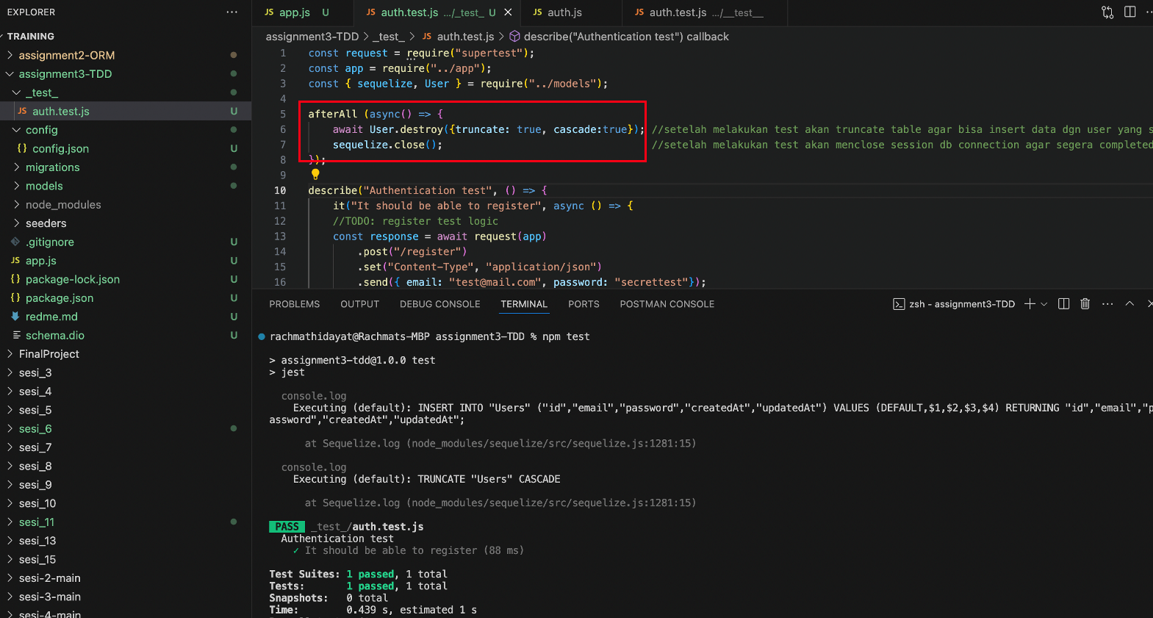 EXPLORER
JS app.js U
JS auth.test.js .../_test_ U
JS auth.js
JS auth.test.js .../__test__
TRAINING
assignment3-TDD > _test_ > JS auth.test.js > describe("Authentication test") callback
assignment2-ORM
assignment3-TDD
_test_
JS auth.test.js U
config
{} config.json U
migrations
models
node_modules
seeders
.gitignore U
JS app.js U
{} package-lock.json U
{} package.json U
redme.md U
schema.dio U
FinalProject
sesi_3
sesi_4
sesi_5
sesi_6
sesi_7
sesi_8
sesi_9
sesi_10
sesi_11
sesi_13
sesi_15
sesi-2-main
sesi-3-main
sesi-4-main
1 const request = require("supertest");
2 const app = require("../app");
3 const { sequelize, User } = require("../models");
4
5 afterAll (async() => {
6 await User.destroy({truncate: true, cascade:true}); //setelah melakukan test akan truncate table agar bisa insert data dgn user yang s
7 sequelize.close(); //setelah melakukan test akan menclose session db connection agar segera completed
8 });
9
10 describe("Authentication test", () => {
11 it("It should be able to register", async () => {
12 //TODO: register test logic
13 const response = await request(app)
14 .post("/register")
15 .set("Content-Type", "application/json")
16 .send({ email: "test@mail.com", password: "secrettest"});
PROBLEMS OUTPUT DEBUG CONSOLE TERMINAL PORTS POSTMAN CONSOLE
zsh - assignment3-TDD
rachmathidayat@Rachmats-MBP assignment3-TDD % npm test
> assignment3-tdd@1.0.0 test
> jest
console.log
Executing (default): INSERT INTO "Users" ("id","email","password","createdAt","updatedAt") VALUES (DEFAULT,$1,$2,$3,$4) RETURNING "id","email","p
assword","createdAt","updatedAt";
at Sequelize.log (node_modules/sequelize/src/sequelize.js:1281:15)
console.log
Executing (default): TRUNCATE "Users" CASCADE
at Sequelize.log (node_modules/sequelize/src/sequelize.js:1281:15)
PASS _test_/auth.test.js
Authentication test
✓ It should be able to register (88 ms)
Test Suites: 1 passed, 1 total
Tests: 1 passed, 1 total
Snapshots: 0 total
Time: 0.439 s, estimated 1 s